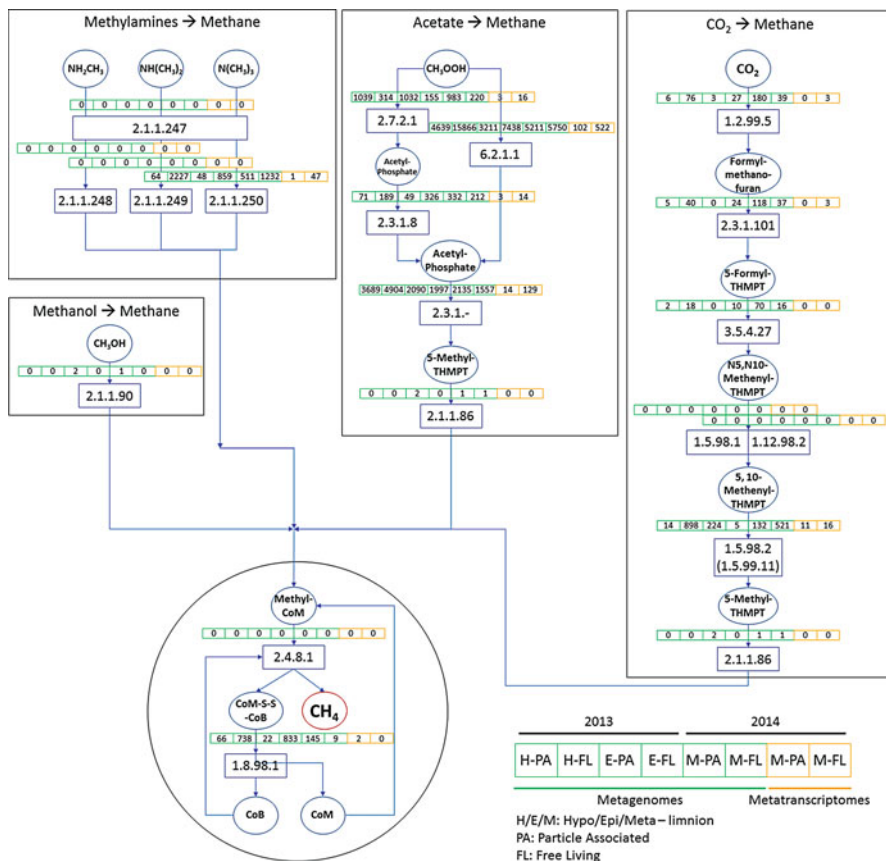 Methylamines → Methane
NH₂CH₃ NH(CH₃)₂ N(CH₃)₃
0 0 0 0 0 0 0 0
2.1.1.247
0 0 0 0 0 0 0 0
0 0 0 0 0 0 0 0
64 2227 48 859 511 1232 1 47
2.1.1.248 2.1.1.249 2.1.1.250
Methanol → Methane
CH₃OH
0 0 2 0 1 0 0 0
2.1.1.90
Acetate → Methane
CH₃OOH
1039 314 1032 155 983 220 3 16
2.7.2.1
4639 15866 3211 7438 5211 5750 102 522
6.2.1.1
Acetyl-
Phosphate
71 189 49 326 332 212 3 14
2.3.1.8
Acetyl-
Phosphate
3689 4904 2090 1997 2135 1557 14 129
2.3.1.-
5-Methyl-
THMPT
0 0 2 0 1 1 0 0
2.1.1.86
CO₂ → Methane
CO₂
6 76 3 27 180 39 0 3
1.2.99.5
Formyl-
methano-
furan
5 40 0 24 118 37 0 3
2.3.1.101
5-Formyl-
THMPT
2 18 0 10 70 16 0 0
3.5.4.27
N5,N10-
Methenyl-
THMPT
0 0 0 0 0 0 0 0
0 0 0 0 0 0 0 0
1.5.98.1 1.12.98.2
5, 10-
Methenyl-
THMPT
14 898 224 5 132 521 11 16
1.5.98.2
(1.5.99.11)
5-Methyl-
THMPT
0 0 2 0 1 1 0 0
2.1.1.86
Methyl-
CoM
0 0 0 0 0 0 0 0
2.4.8.1
CoM-S-S
-CoB
CH₄
66 738 22 833 145 9 2 0
1.8.98.1
CoB CoM
2013 2014
H-PA H-FL E-PA E-FL M-PA M-FL M-PA M-FL
Metagenomes Metatranscriptomes
H/E/M: Hypo/Epi/Meta – limnion
PA: Particle Associated
FL: Free Living